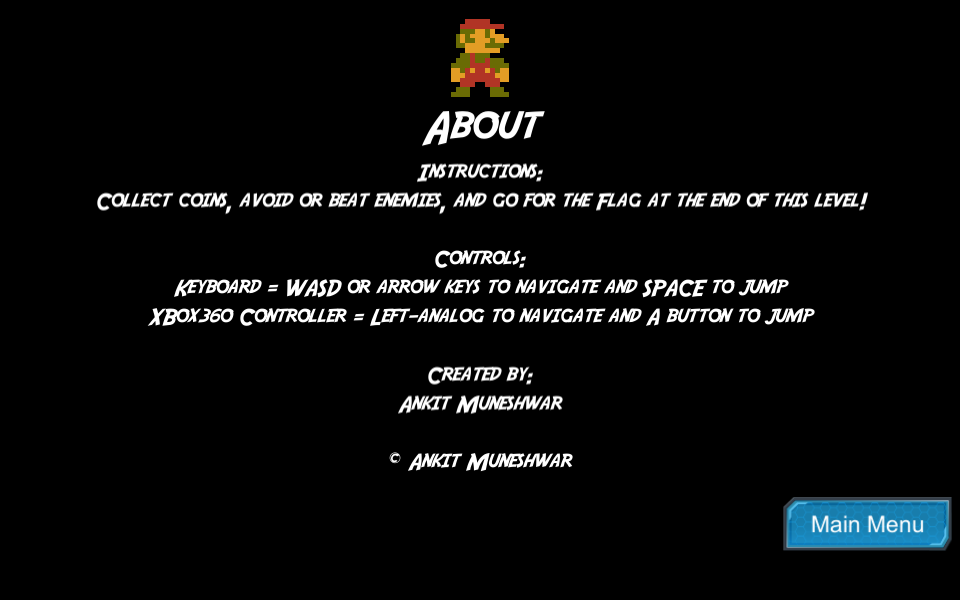 About
Instructions:
Collect coins, avoid or beat enemies, and go for the Flag at the end of this level!
Controls:
Keyboard = WASD or arrow keys to navigate and SPACE to jump
XBox360 Controller = Left-analog to navigate and A button to jump
Created by:
Ankit Muneshwar
© Ankit Muneshwar
Main Menu